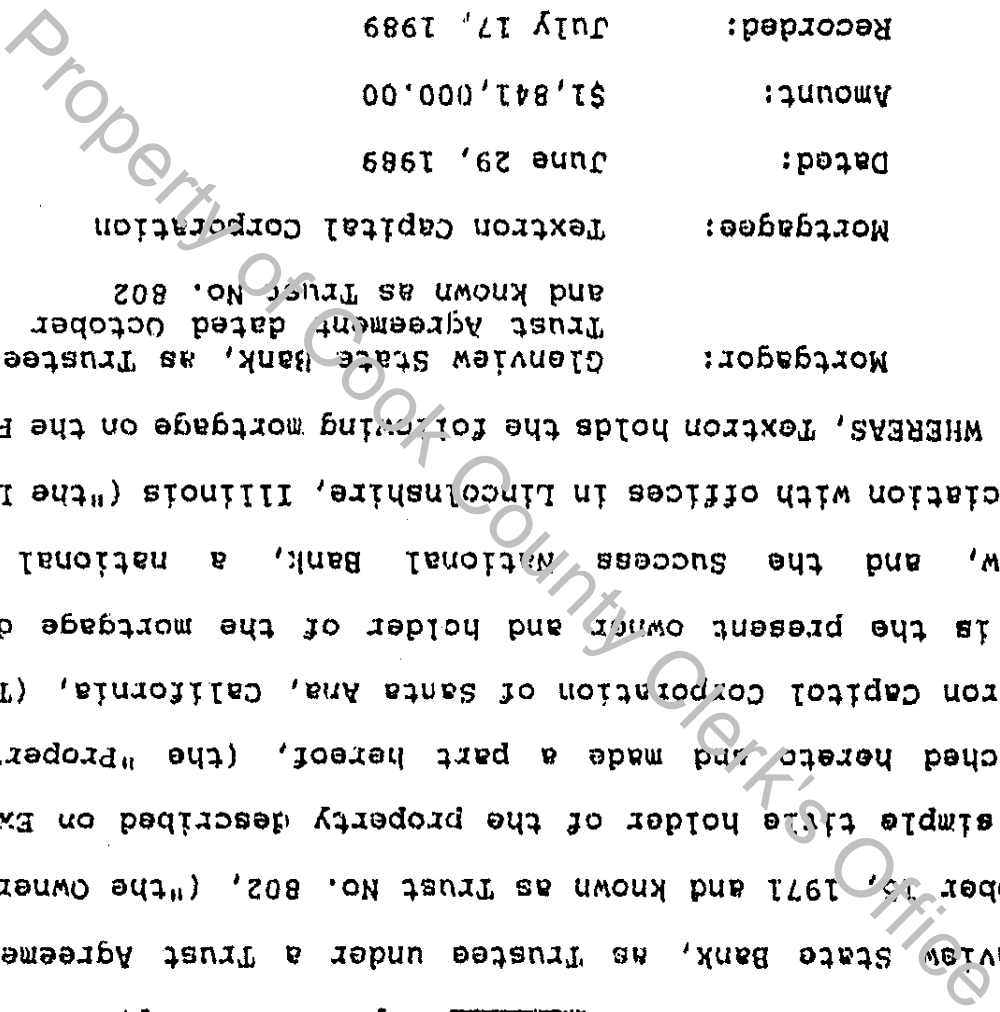 view State Bank, as Trustee under a Trust Agreeme
ober 15, 1971 and known as Trust No. 802, ("the Owner
simple title holder of the property described on Ex
ched hereto and made a part hereof, (the "Proper
ron Capitol Corporation of Santa Ana, California, (T
is the present owner and holder of the mortgage d
w, and the Success National Bank, a national
ciation with offices in Lincolnshire, Illinois ("the L
WHEREAS, Textron holds the following mortgage on the P
Mortgagor: Glenview State Bank, as Trustee
Trust Agreement dated October
and known as Trust No. 802
Mortgagee: Textron Capital Corporation
Dated: June 29, 1989
Amount: $1,841,000.00
Recorded: July 17, 1989
Property of Cook County Clerk's Office